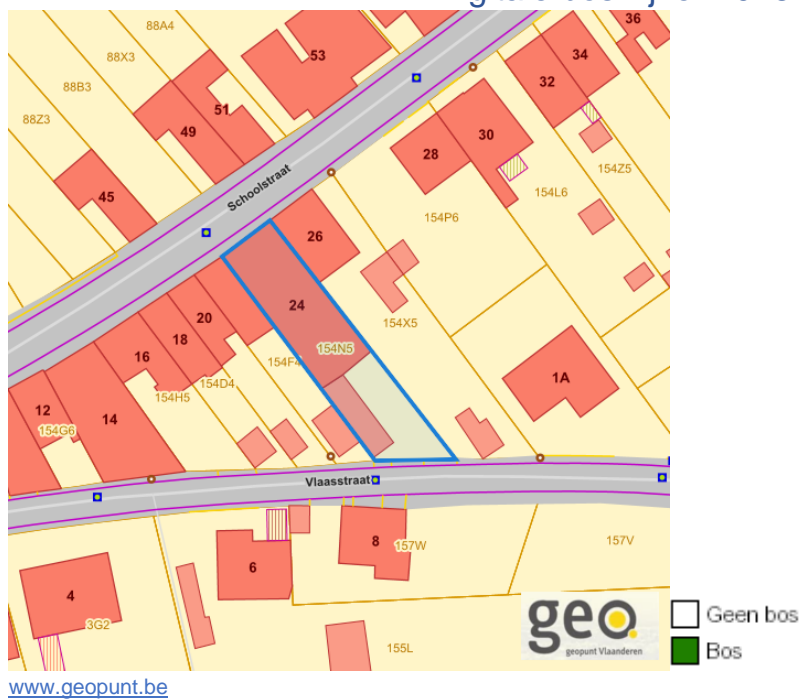 88A4
53
36
88X3
34
88B3
51
32
88Z3
49
30
28
154Z5
45
Schoolstraat
154L6
154P6
26
24
20
154X5
18
154N5
16
154F4
1A
154D4
12
154H5
14
154G6
Vlaasstraat
8
157W
157V
6
4
3G2
155L
geo.
geopunt Vlaanderen
Geen bos
Bos
www.geopunt.be